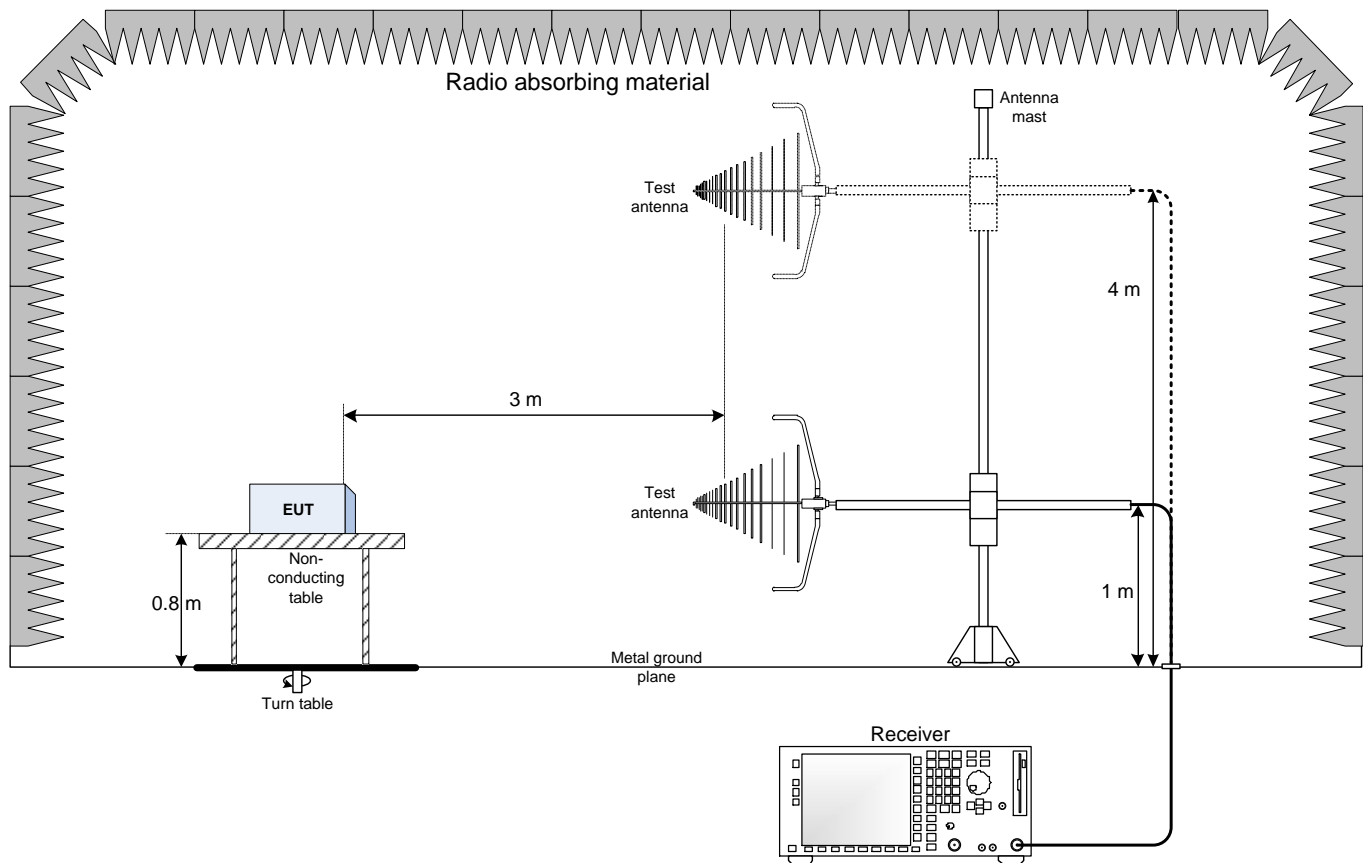 Radio absorbing material
Antenna
mast
Test
antenna
4 m
3 m
Test
antenna
EUT
Non-
conducting
table
0.8 m
1 m
Metal ground
plane
Turn table
Receiver